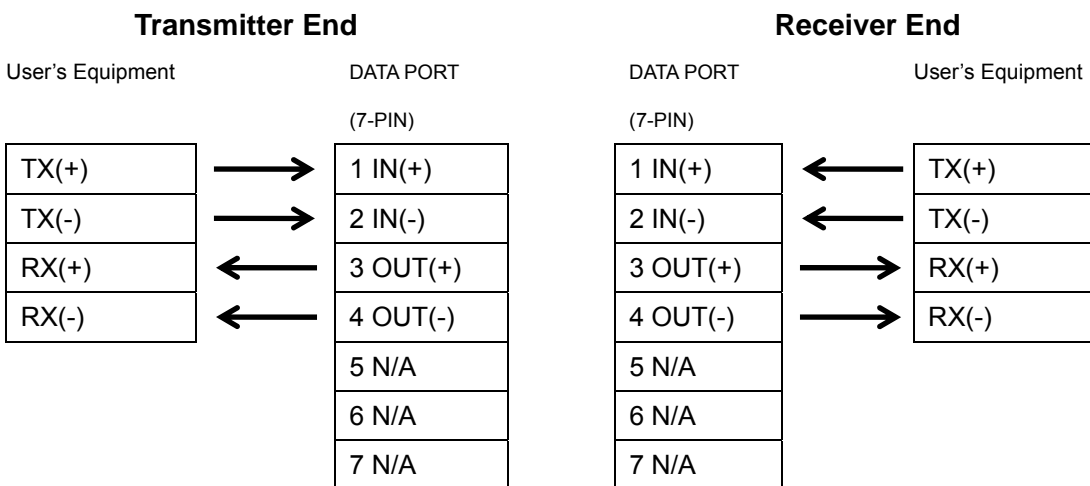 Transmitter End Receiver End
User's Equipment DATA PORT DATA PORT User's Equipment
(7-PIN) (7-PIN)
TX(+) 1 IN(+) 1 IN(+) TX(+)
TX(-) 2 IN(-) 2 IN(-) TX(-)
RX(+) 3 OUT(+) 3 OUT(+) RX(+)
RX(-) 4 OUT(-) 4 OUT(-) RX(-)
5 N/A 5 N/A
6 N/A 6 N/A
7 N/A 7 N/A